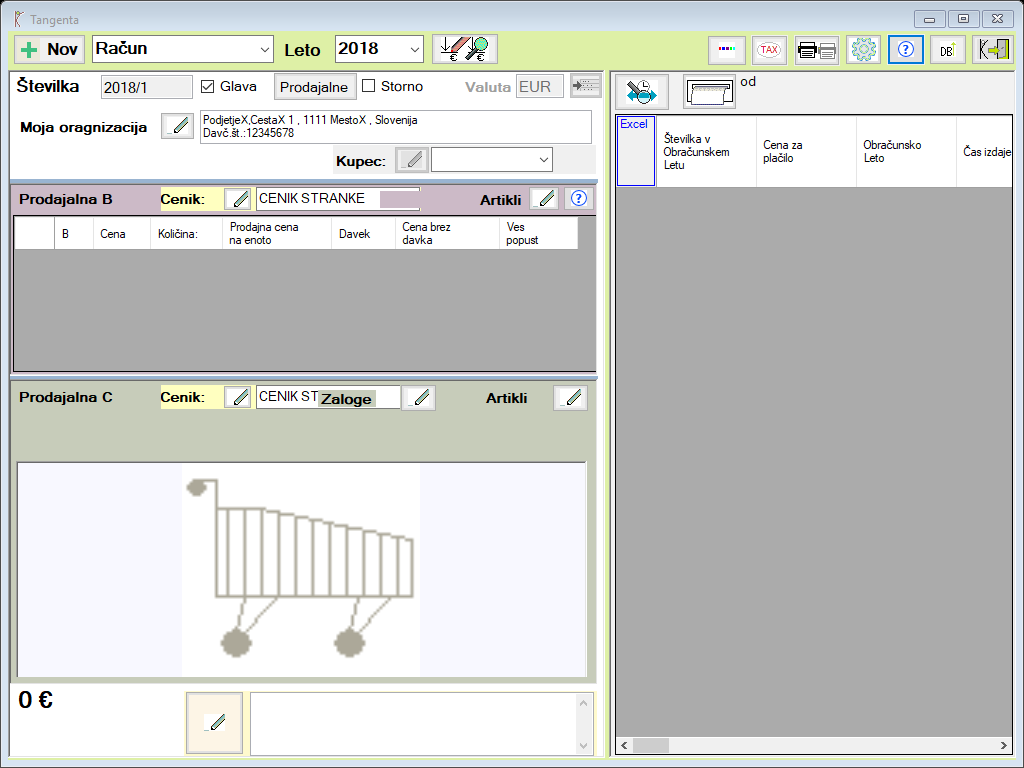 Tangenta
Nov Račun Leto 2018 € € TAX DB
Številka 2018/1 Glava Prodajalne Storno Valuta EUR
Moja oragnizacija PodjetjeX,CestaX 1 , 1111 MestoX , Slovenija
Davč.št.:12345678
Kupec:
Prodajalna B Cenik: CENIK STRANKE Artikli ?
B Cena Količina: Prodajna cena na enoto Davek Cena brez davka Ves popust
Prodajalna C Cenik: CENIK ST Zaloge Artikli
0 €
od
Excel Številka v Obračunskem Letu Cena za plačilo Obračunsko Leto Čas izdaje